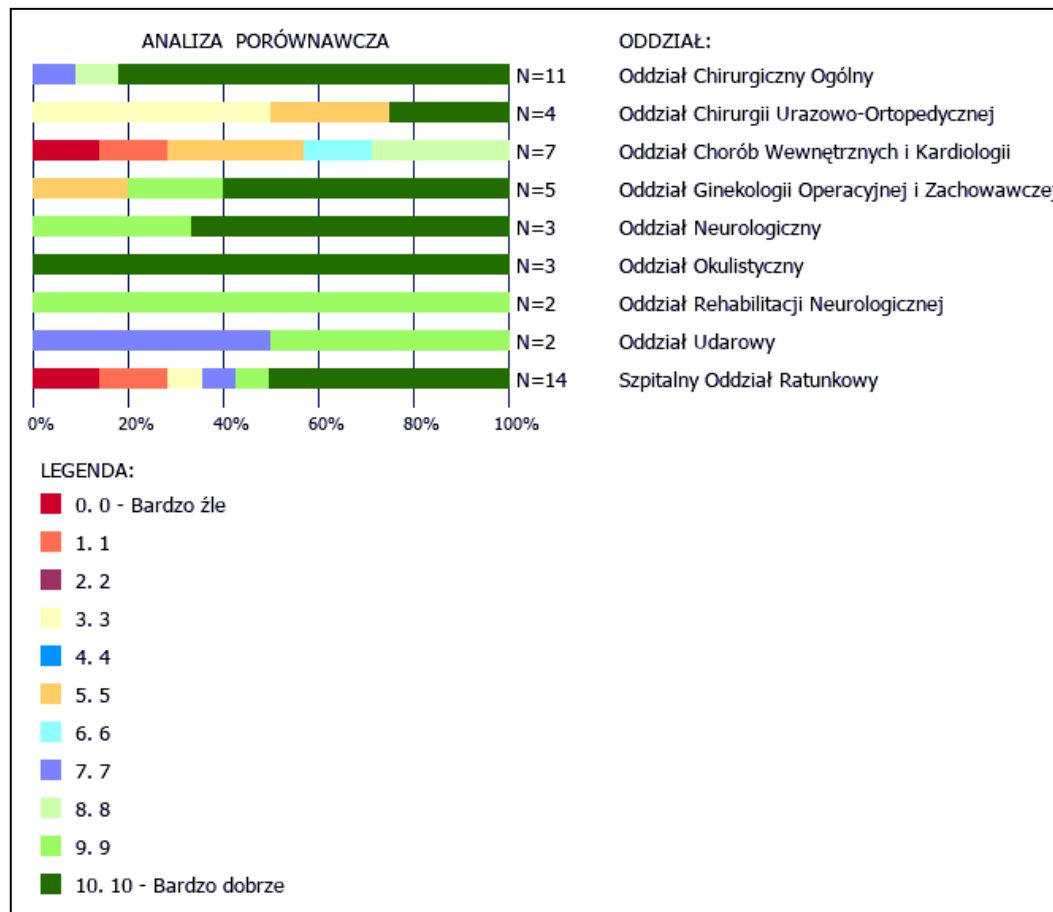 ANALIZA PORÓWNAWCZA ODDZIAŁ:
N=11 Oddział Chirurgiczny Ogólny
N=4 Oddział Chirurgii Urazowo-Ortopedycznej
N=7 Oddział Chorób Wewnętrznych i Kardiologii
N=5 Oddział Ginekologii Operacyjnej i Zachowawczej
N=3 Oddział Neurologiczny
N=3 Oddział Okulistyczny
N=2 Oddział Rehabilitacji Neurologicznej
N=2 Oddział Udarowy
N=14 Szpitalny Oddział Ratunkowy
0% 20% 40% 60% 80% 100%
LEGENDA:
0. 0 - Bardzo źle
1. 1
2. 2
3. 3
4. 4
5. 5
6. 6
7. 7
8. 8
9. 9
10. 10 - Bardzo dobrze